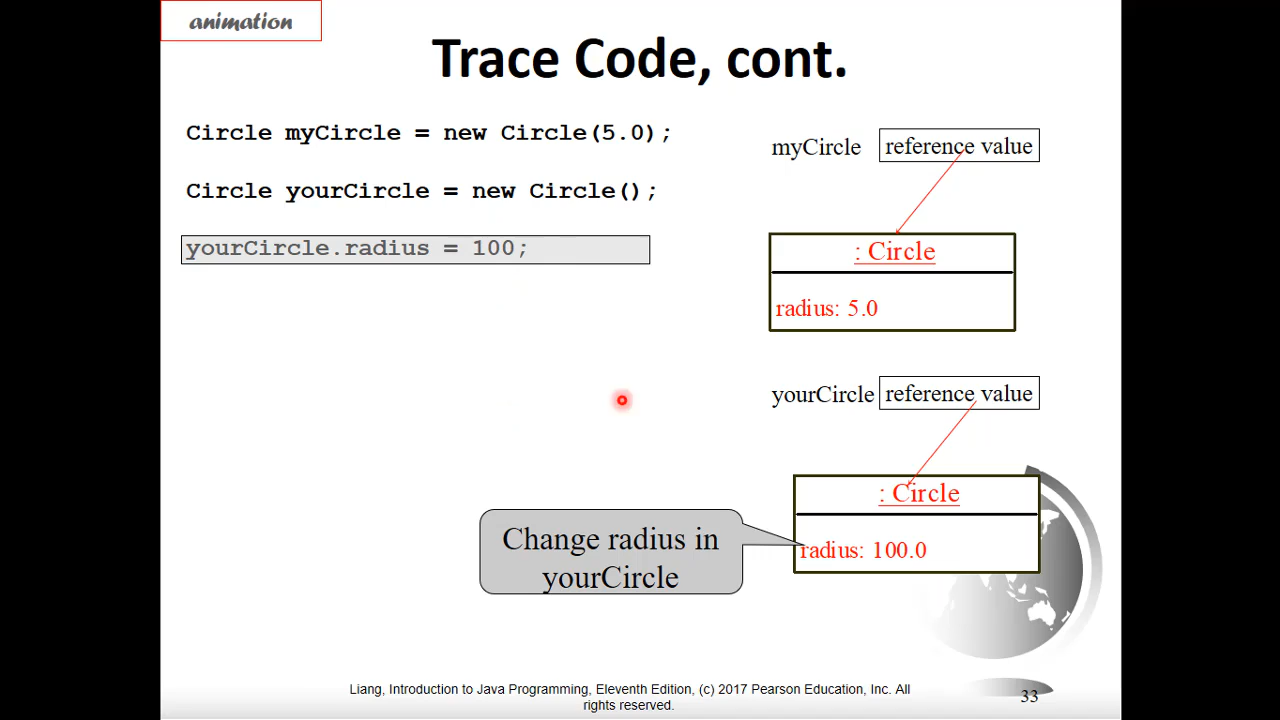 animation
Trace Code, cont.
Circle myCircle = new Circle(5.0);
Circle yourCircle = new Circle();
yourCircle.radius = 100;
myCircle reference value
: Circle
radius: 5.0
yourCircle reference value
: Circle
radius: 100.0
Change radius in
yourCircle
Liang, Introduction to Java Programming, Eleventh Edition, (c) 2017 Pearson Education, Inc. All
rights reserved.
33